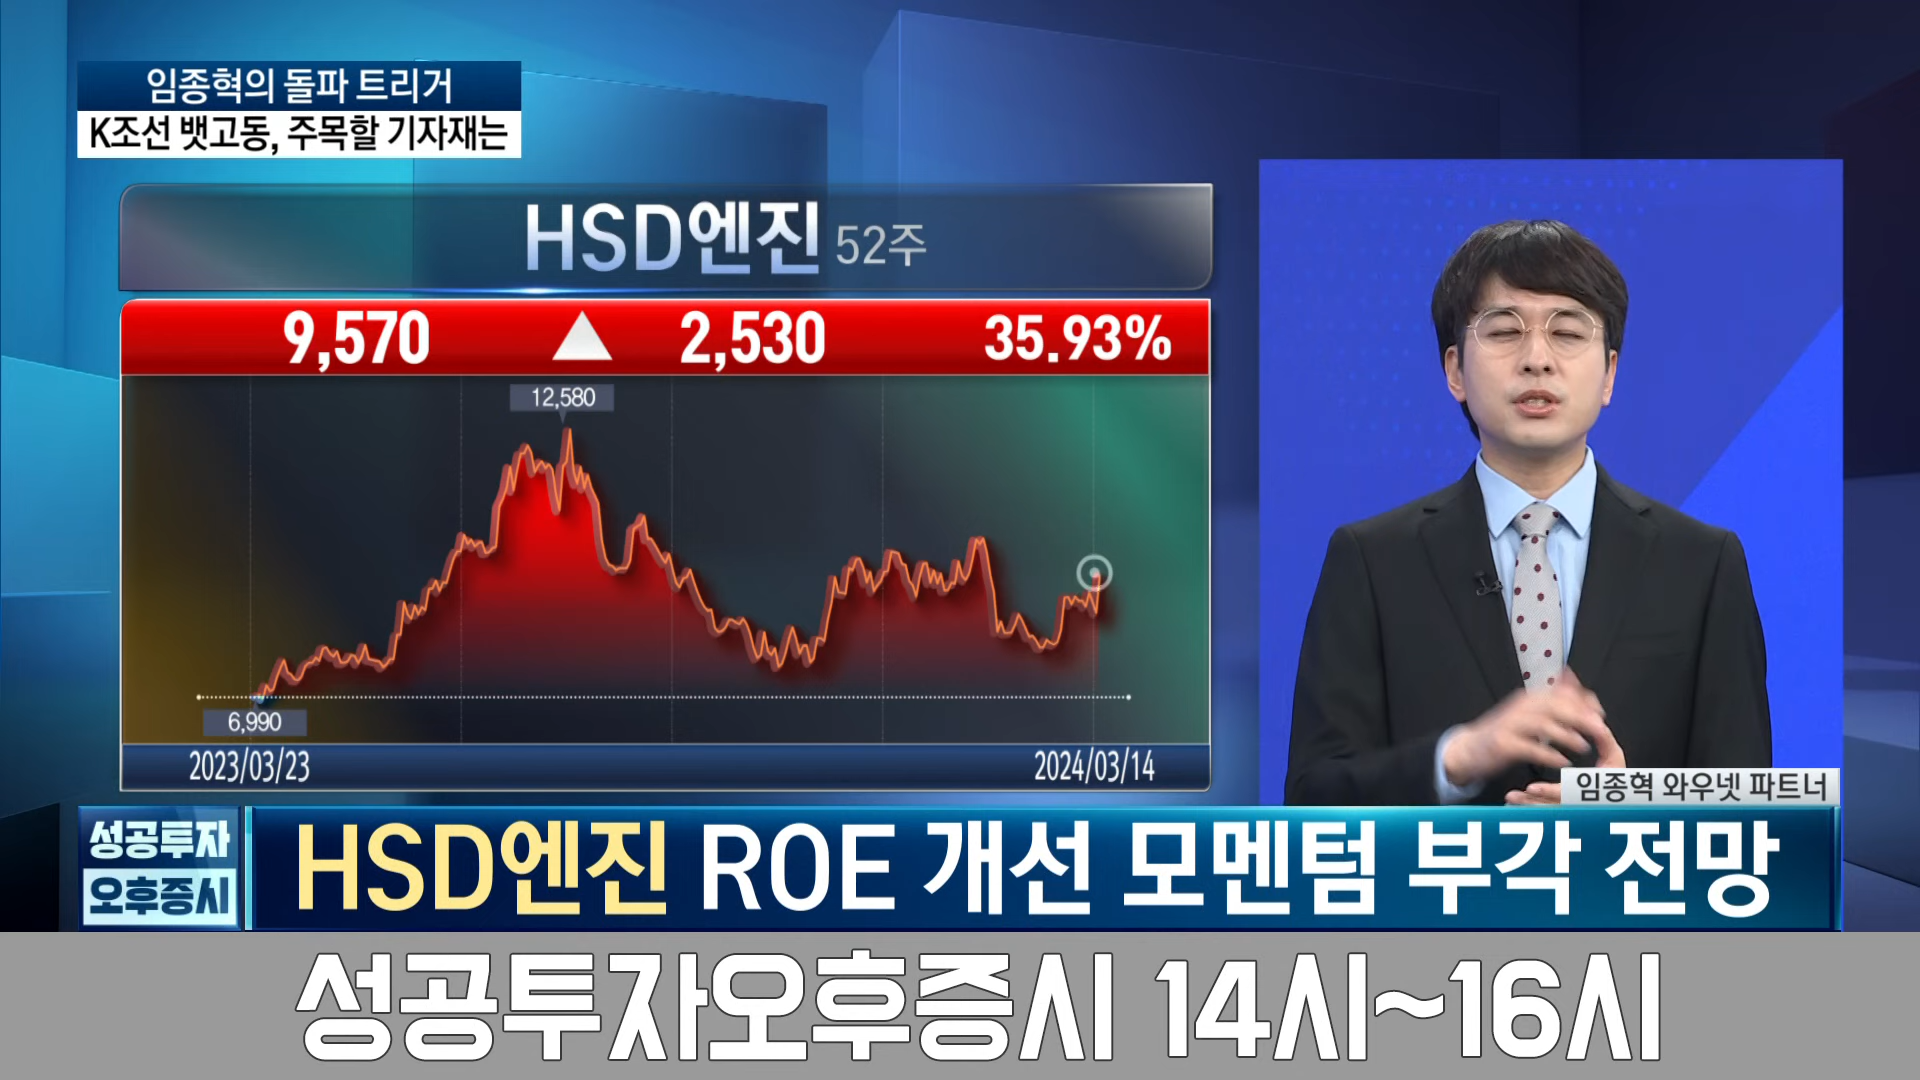 임종혁의 돌파 트리거
K조선 뱃고동, 주목할 기자재는
HSD엔진 52주
9,570 ▲ 2,530 35.93%
12,580
6,990
2023/03/23 2024/03/14
임종혁 와우넷 파트너
성공투자
오후증시
HSD엔진 ROE 개선 모멘텀 부각 전망
성공투자오후증시 14시~16시